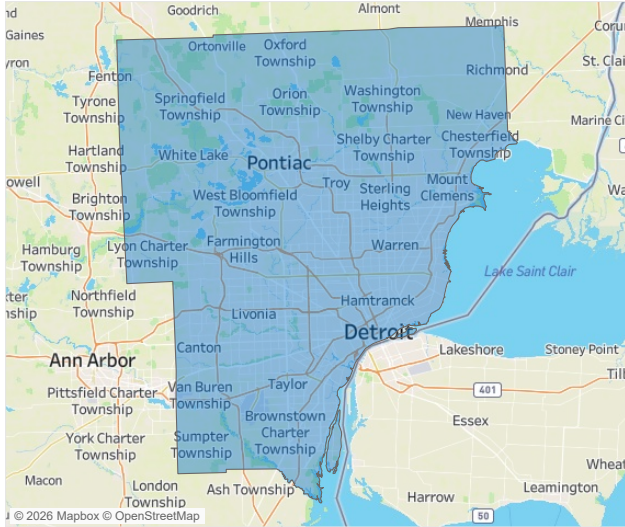 Goodrich
Almont
Memphis
Gaines
Ortonville
Oxford
Township
St. Clai
Richmond
Fenton
Tyrone
Township
Springfield
Township
Orion
Township
Washington
Township
New Haven
Marine Ci
Chesterfield
Township
Shelby Charter
Township
Hartland
Township
White Lake
Pontiac
Troy
Sterling
Heights
Mount
Clemens
owell
Brighton
Township
West Bloomfield
Township
Hamburg
Township
Lyon Charter
Township
Farmington
Hills
Warren
Lake Saint Clair
Northfield
Township
Hamtramck
Livonia
Detroit
Canton
Lakeshore
Stoney Point
Ann Arbor
Pittsfield Charter
Township
Van Buren
Township
Taylor
401
Brownstown
Charter
Township
Essex
York Charter
Township
Sumpter
Township
Wheat
Macon
London
Township
Ash Township
Harrow
Leamington
50
© 2026 Mapbox © OpenStreetMap